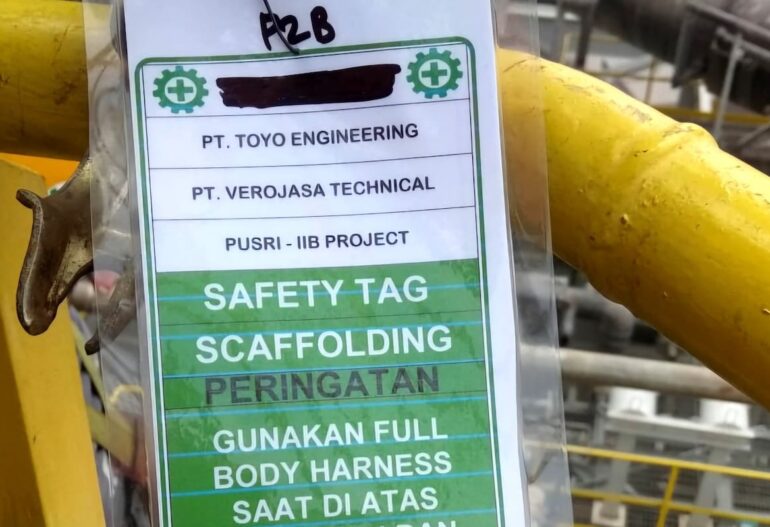 F2B
PT. TOYO ENGINEERING
PT. VEROJASA TECHNICAL
PUSRI - IIB PROJECT
SAFETY TAG
SCAFFOLDING
PERINGATAN
GUNAKAN FULL
BODY HARNESS
SAAT DI ATAS